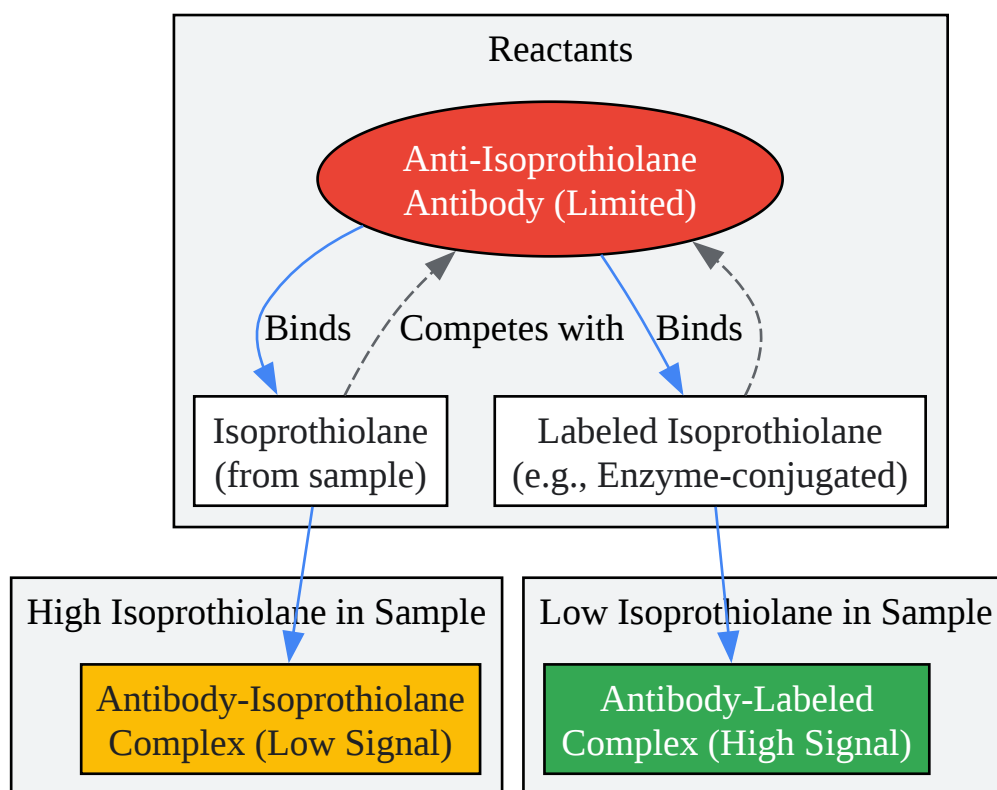 Reactants
Anti-Isoprothiolane
Antibody (Limited)
Binds
Competes with
Binds
Isoprothiolane
(from sample)
Labeled Isoprothiolane
(e.g., Enzyme-conjugated)
High Isoprothiolane in Sample
Antibody-Isoprothiolane
Complex (Low Signal)
Low Isoprothiolane in Sample
Antibody-Labeled
Complex (High Signal)